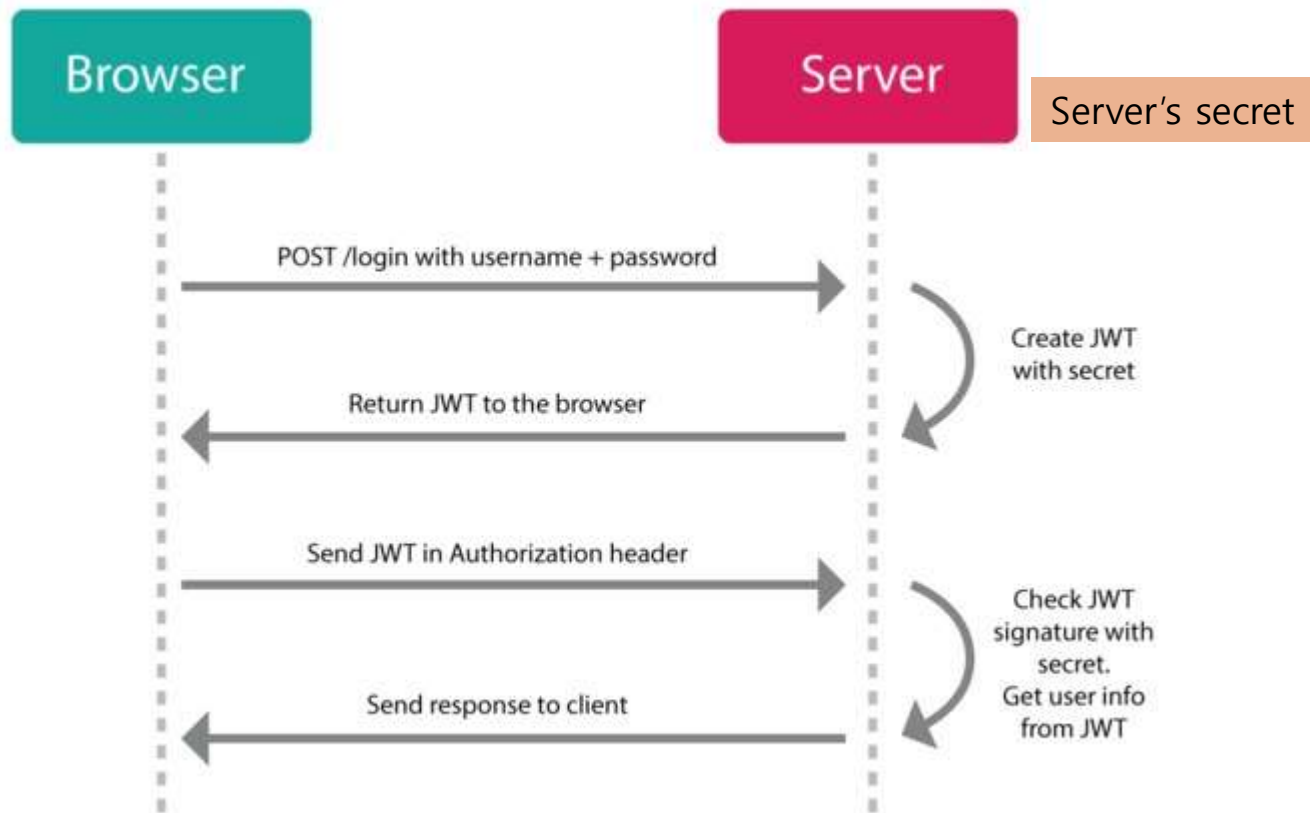 Browser
Server
Server's secret
POST /login with username + password
Create JWT
with secret
Return JWT to the browser
Send JWT in Authorization header
Check JWT
signature with
secret.
Get user info
from JWT
Send response to client